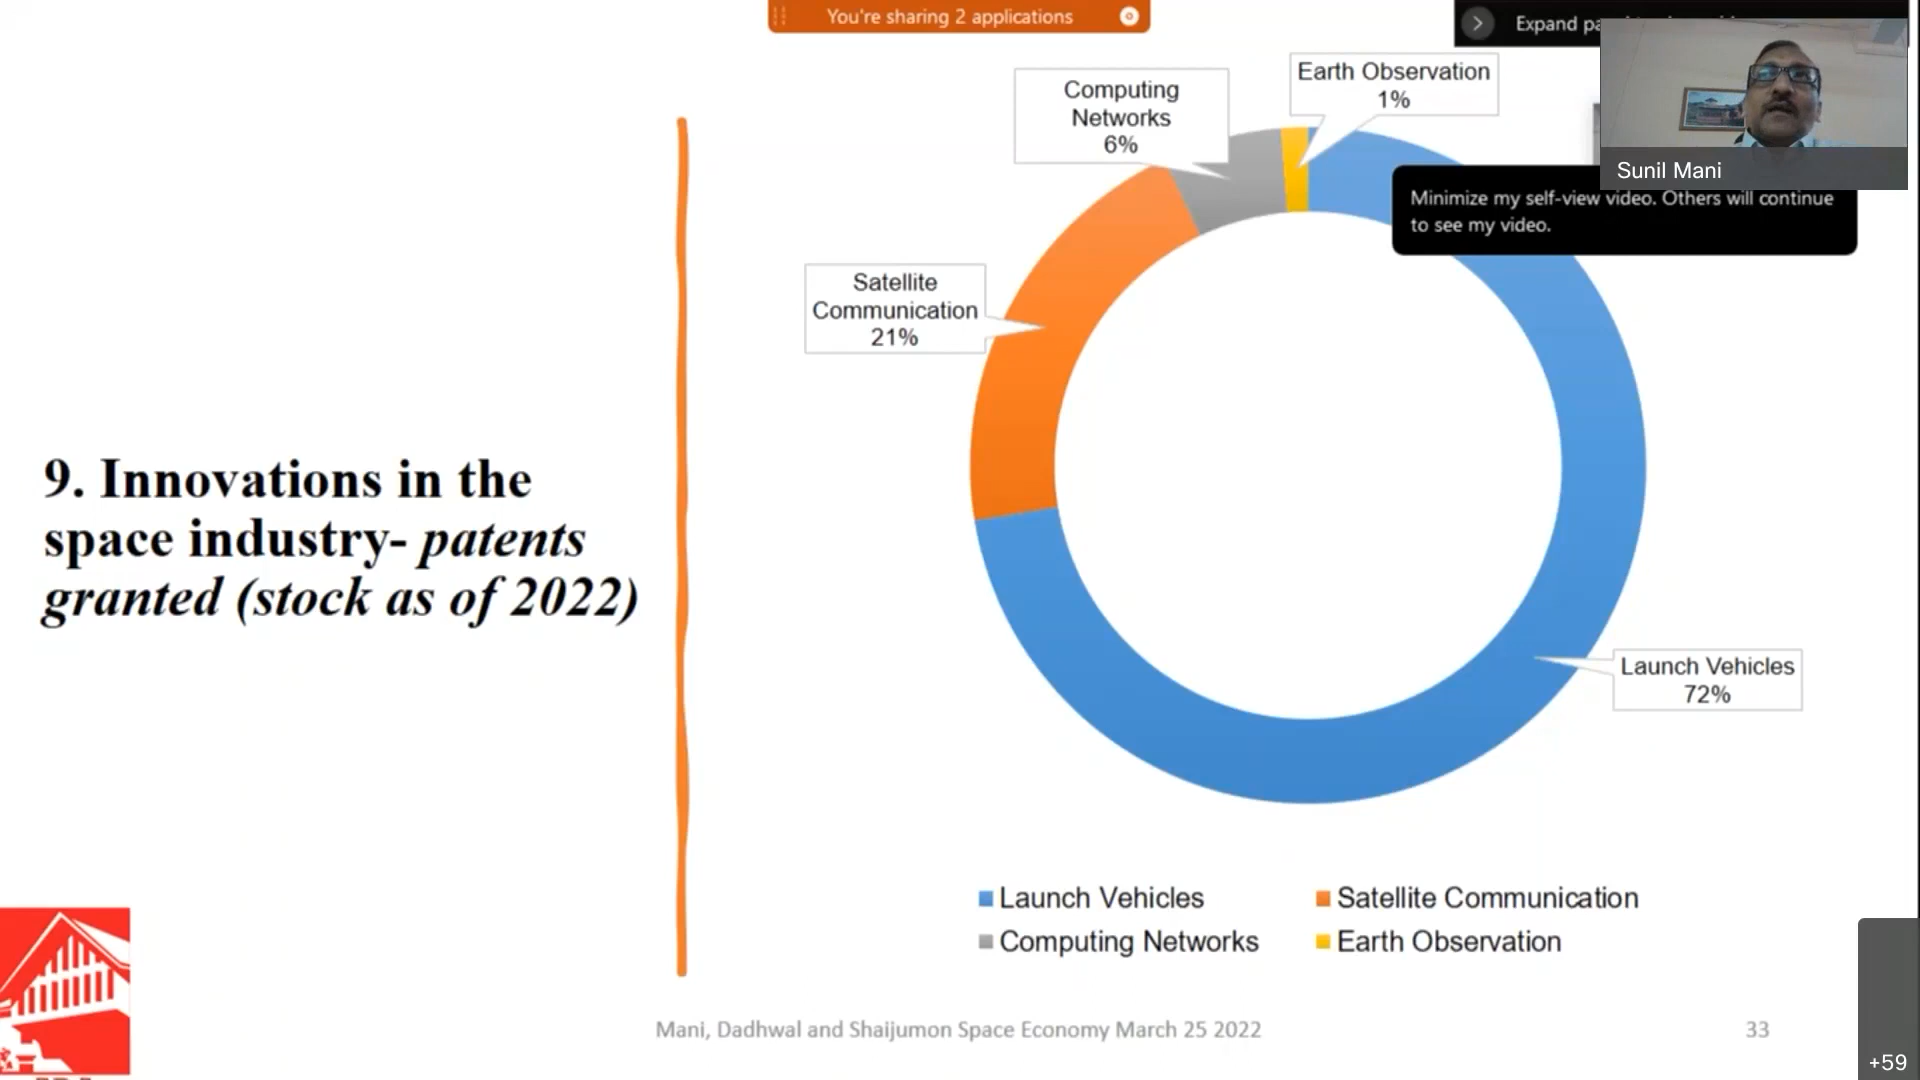 You're sharing 2 applications
Expand
Sunil Mani
Minimize my self-view video. Others will continue
to see my video.
Computing
Networks
6%
Earth Observation
1%
Satellite
Communication
21%
9. Innovations in the
space industry- patents
granted (stock as of 2022)
Launch Vehicles
72%
Launch Vehicles
Satellite Communication
Computing Networks
Earth Observation
Mani, Dadhwal and Shaijumon Space Economy March 25 2022
33
+59